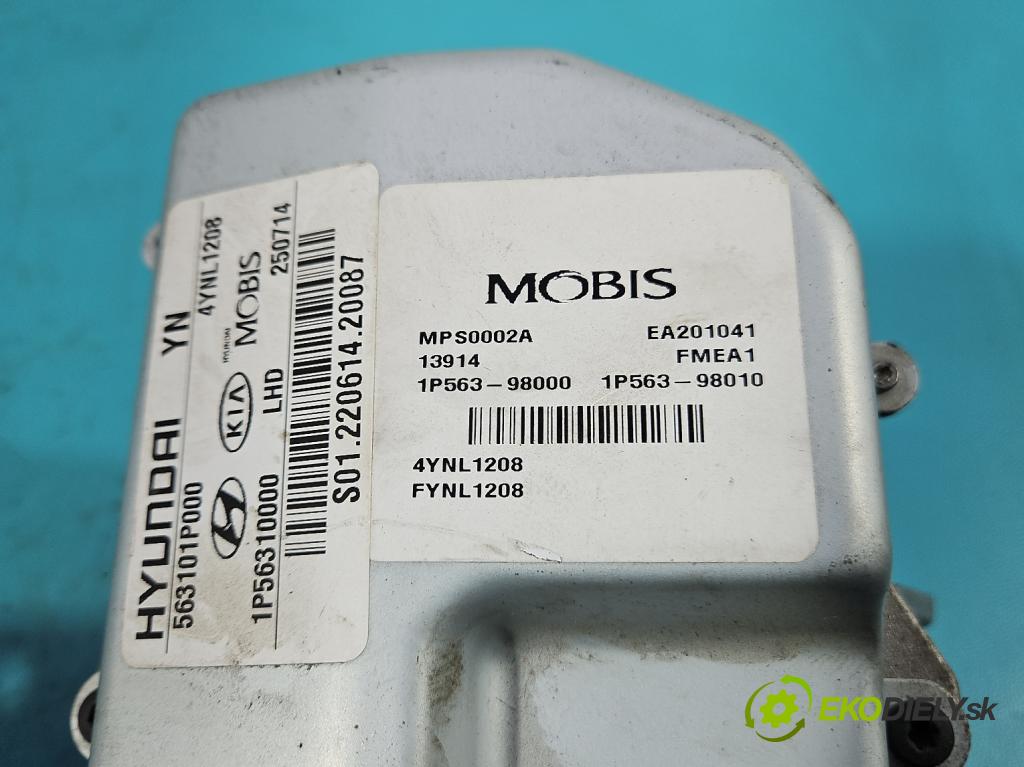 HYUNDAI YN 4YNL1208
563101P000 KIA HYUNDAI MOBIS
1P56310000 LHD 250714
S01.220614.20087
MOBIS
MPS0002A EA201041
13914 FMEA1
1P563-98000 1P563-98010
4YNL1208
FYNL1208
EKODIELY.sk